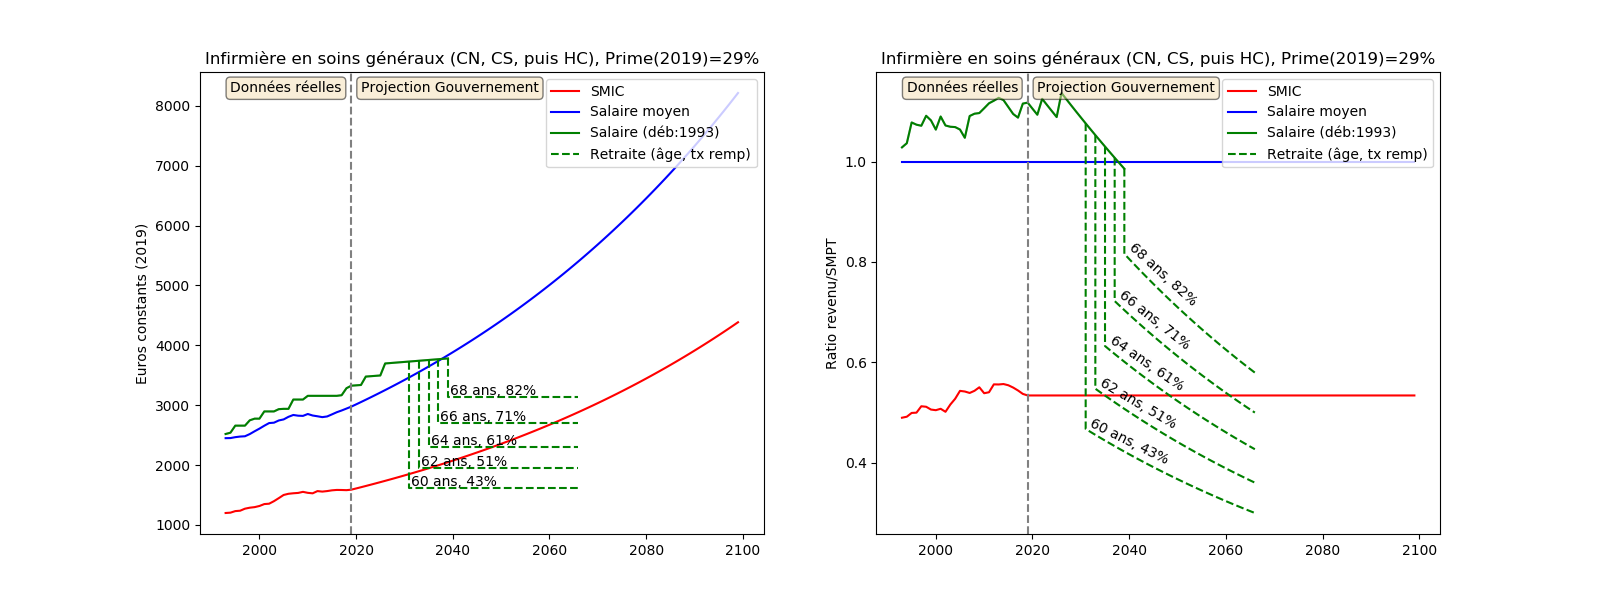 Infirmière en soins généraux (CN, CS, puis HC), Prime(2019)=29%
Données réelles
Projection Gouvernement
SMIC
Salaire moyen
Salaire (déb:1993)
Retraite (âge, tx remp)
Euros constants (2019)
8000
7000
6000
5000
4000
3000
2000
1000
68 ans, 82%
66 ans, 71%
64 ans, 61%
62 ans, 51%
60 ans, 43%
2000
2020
2040
2060
2080
2100
Infirmière en soins généraux (CN, CS, puis HC), Prime(2019)=29%
Données réelles
Projection Gouvernement
SMIC
Salaire moyen
Salaire (déb:1993)
Retraite (âge, tx remp)
Ratio revenu/SMPT
1.0
0.8
0.6
0.4
68 ans, 82%
66 ans, 71%
64 ans, 61%
62 ans, 51%
60 ans, 43%
2000
2020
2040
2060
2080
2100